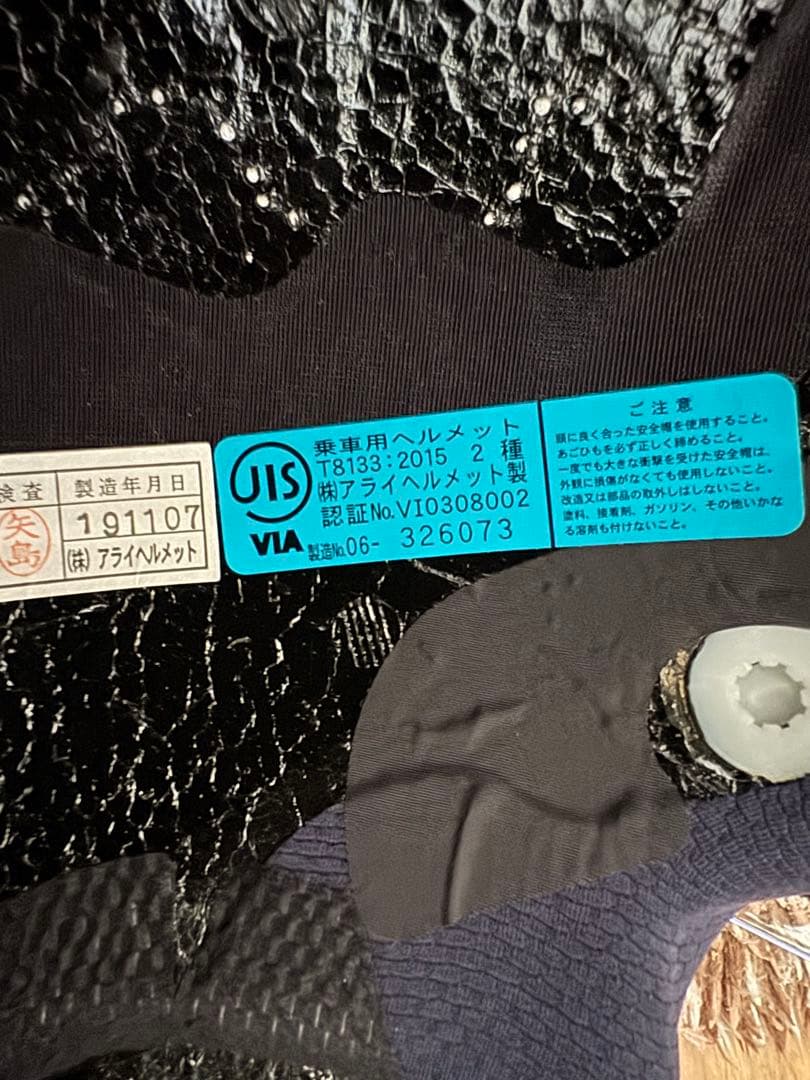 検査 製造年月日
矢島 191107
(株) アライヘルメット
JIS
VIA
乗車用ヘルメット
T8133:2015 2種
(株)アライヘルメット製
認証No.VI0308002
製造No.06- 326073
ご注意
頭に良く合った安全帽を使用すること。
あごひもを必ず正しく締めること。
一度でも大きな衝撃を受けた安全帽は、
外観に損傷がなくても使用しないこと。
改造又は部品の取外しはしないこと。
塗料、接着剤、ガソリン、その他いかな
る溶剤も付けないこと。